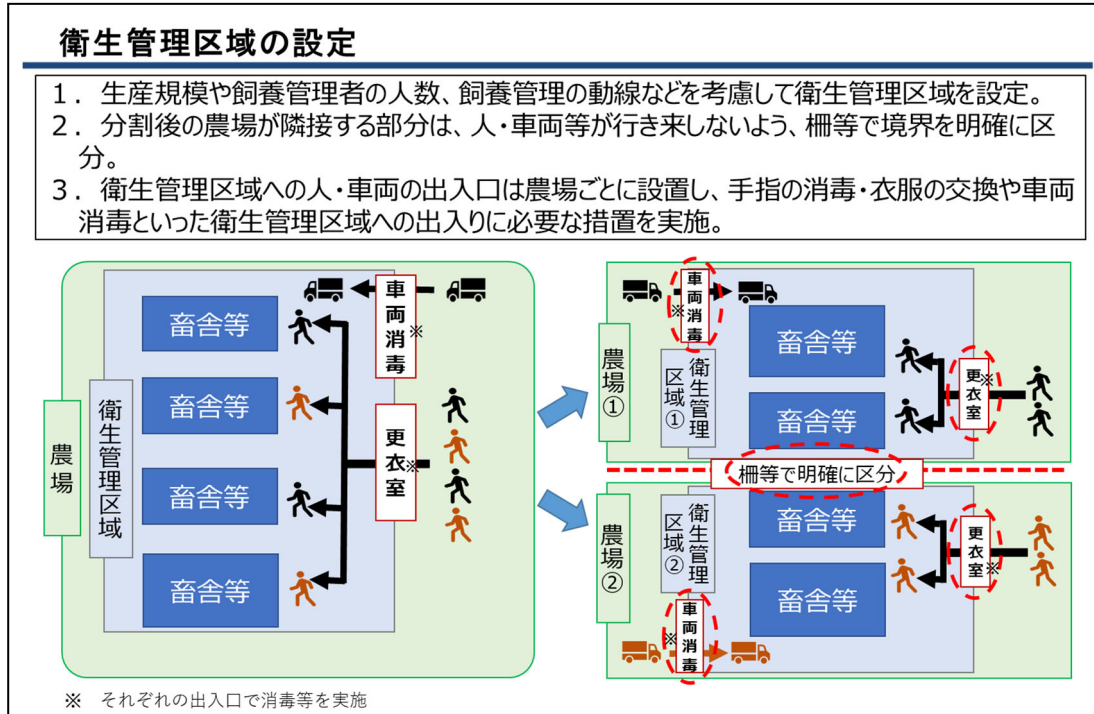 衛生管理区域の設定
１．生産規模や飼養管理者の人数、飼養管理の動線などを考慮して衛生管理区域を設定。
２．分割後の農場が隣接する部分は、人・車両等が行き来しないよう、柵等で境界を明確に区
分。
３．衛生管理区域への人・車両の出入口は農場ごとに設置し、手指の消毒・衣服の交換や車両
消毒といった衛生管理区域への出入りに必要な措置を実施。
農場
衛生管理区域
畜舎等
畜舎等
畜舎等
畜舎等
車両消毒※
更衣室※
農場①
衛生管理
区域①
車両消毒
※
畜舎等
畜舎等
更衣室※
柵等で明確に区分
農場②
衛生管理
区域②
畜舎等
畜舎等
更衣室※
車両消毒
※
※　それぞれの出入口で消毒等を実施